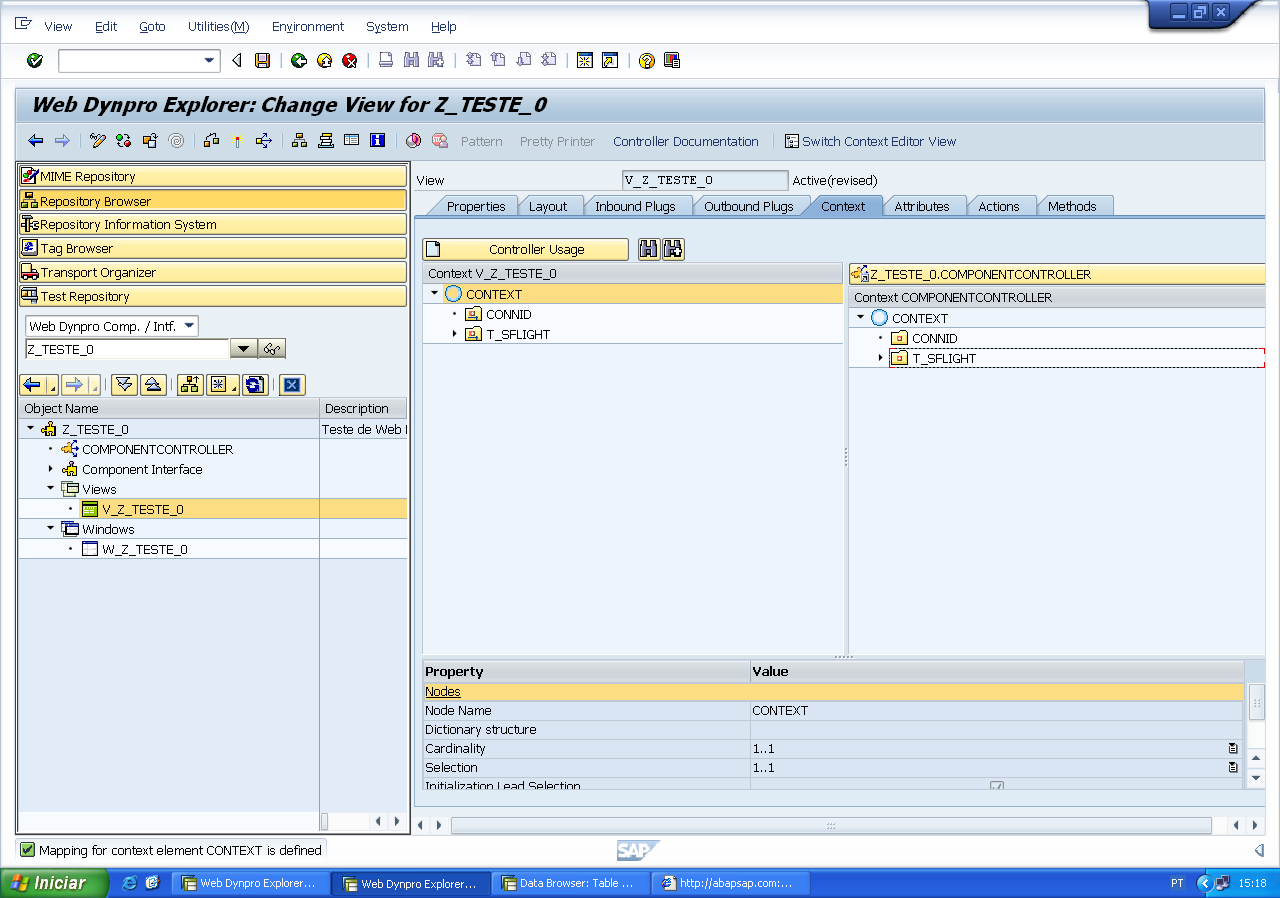 View Edit Goto Utilities(M) Environment System Help
Web Dynpro Explorer: Change View for Z_TESTE_0
Pattern Pretty Printer Controller Documentation Switch Context Editor View
MIME Repository
Repository Browser
Repository Information System
Tag Browser
Transport Organizer
Test Repository
Web Dynpro Comp. / Intf.
Z_TESTE_0
Object Name Description
Z_TESTE_0 Teste de Web
COMPONENTCONTROLLER
Component Interface
Views
V_Z_TESTE_0
Windows
W_Z_TESTE_0
View V_Z_TESTE_0 Active(revised)
Properties Layout Inbound Plugs Outbound Plugs Context Attributes Actions Methods
Controller Usage
Context V_Z_TESTE_0
CONTEXT
CONNID
T_SFLIGHT
Z_TESTE_0.COMPONENTCONTROLLER
Context COMPONENTCONTROLLER
CONTEXT
CONNID
T_SFLIGHT
Property Value
Nodes
Node Name CONTEXT
Dictionary structure
Cardinality 1..1
Selection 1..1
Initialization Lead Selection
Mapping for context element CONTEXT is defined
SAP
Iniciar Web Dynpro Explorer... Web Dynpro Explorer... Data Browser: Table ... http://abapsap.com:... PT 15:18